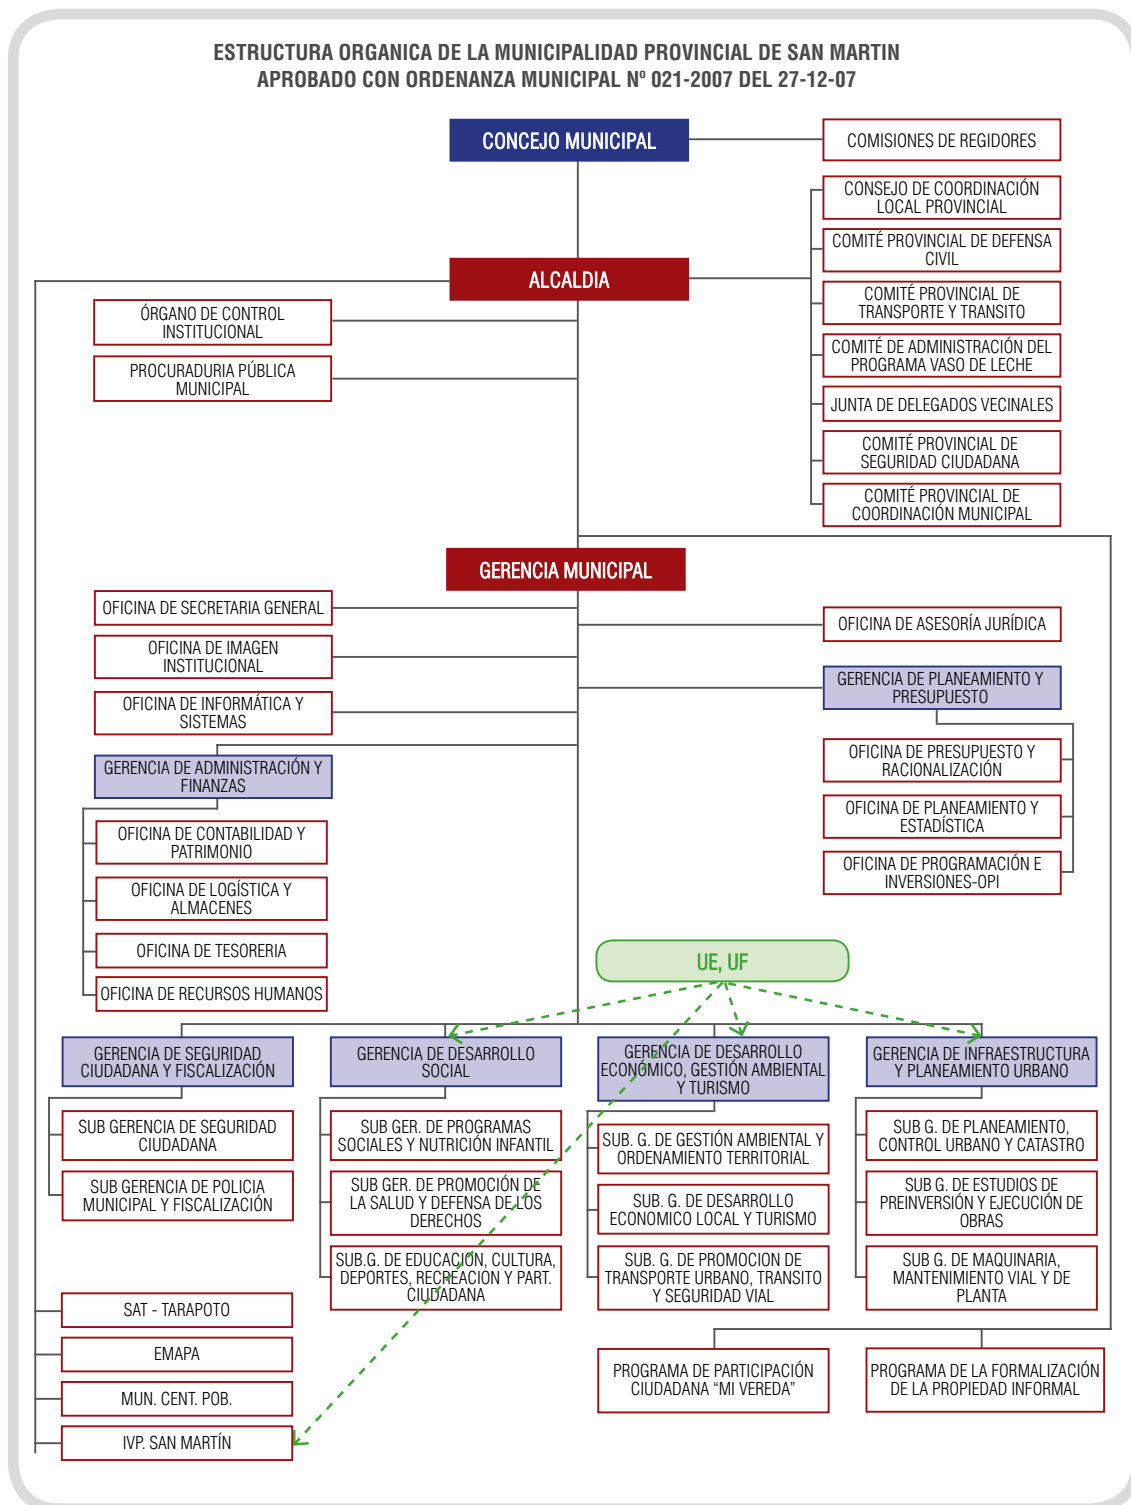 ESTRUCTURA ORGANICA DE LA MUNICIPALIDAD PROVINCIAL DE SAN MARTIN
APROBADO CON ORDENANZA MUNICIPAL Nº 021-2007 DEL 27-12-07
CONCEJO MUNICIPAL
COMISIONES DE REGIDORES
CONSEJO DE COORDINACIÓN
LOCAL PROVINCIAL
COMITÉ PROVINCIAL DE DEFENSA
CIVIL
ALCALDIA
COMITÉ PROVINCIAL DE
TRANSPORTE Y TRANSITO
COMITÉ DE ADMINISTRACIÓN DEL
PROGRAMA VASO DE LECHE
JUNTA DE DELEGADOS VECINALES
COMITÉ PROVINCIAL DE
SEGURIDAD CIUDADANA
COMITÉ PROVINCIAL DE
COORDINACIÓN MUNICIPAL
ÓRGANO DE CONTROL
INSTITUCIONAL
PROCURADURIA PÚBLICA
MUNICIPAL
GERENCIA MUNICIPAL
OFICINA DE SECRETARIA GENERAL
OFICINA DE IMAGEN
INSTITUCIONAL
OFICINA DE INFORMÁTICA Y
SISTEMAS
GERENCIA DE ADMINISTRACIÓN Y
FINANZAS
OFICINA DE CONTABILIDAD Y
PATRIMONIO
OFICINA DE LOGÍSTICA Y
ALMACENES
OFICINA DE TESORERIA
OFICINA DE RECURSOS HUMANOS
OFICINA DE ASESORÍA JURÍDICA
GERENCIA DE PLANEAMIENTO Y
PRESUPUESTO
OFICINA DE PRESUPUESTO Y
RACIONALIZACIÓN
OFICINA DE PLANEAMIENTO Y
ESTADÍSTICA
OFICINA DE PROGRAMACIÓN E
INVERSIONES-OPI
UE, UF
GERENCIA DE SEGURIDAD
CIUDADANA Y FISCALIZACIÓN
SUB GERENCIA DE SEGURIDAD
CIUDADANA
SUB GERENCIA DE POLICIA
MUNICIPAL Y FISCALIZACIÓN
GERENCIA DE DESARROLLO
SOCIAL
SUB GER. DE PROGRAMAS
SOCIALES Y NUTRICIÓN INFANTIL
SUB GER. DE PROMOCIÓN DE
LA SALUD Y DEFENSA DE LOS
DERECHOS
SUB.G. DE EDUCACIÓN, CULTURA,
DEPORTES, RECREACION Y PART.
CIUDADANA
GERENCIA DE DESARROLLO
ECONÓMICO, GESTIÓN AMBIENTAL
Y TURISMO
SUB. G. DE GESTIÓN AMBIENTAL Y
ORDENAMIENTO TERRITORIAL
SUB. G. DE DESARROLLO
ECONOMICO LOCAL Y TURISMO
SUB. G. DE PROMOCION DE
TRANSPORTE URBANO, TRANSITO
Y SEGURIDAD VIAL
GERENCIA DE INFRAESTRUCTURA
Y PLANEAMIENTO URBANO
SUB G. DE PLANEAMIENTO,
CONTROL URBANO Y CATASTRO
SUB G. DE ESTUDIOS DE
PREINVERSIÓN Y EJECUCIÓN DE
OBRAS
SUB G. DE MAQUINARIA,
MANTENIMIENTO VIAL Y DE
PLANTA
SAT - TARAPOTO
EMAPA
MUN. CENT. POB.
IVP. SAN MARTÍN
PROGRAMA DE PARTICIPACIÓN
CIUDADANA “MI VEREDA”
PROGRAMA DE LA FORMALIZACIÓN
DE LA PROPIEDAD INFORMAL